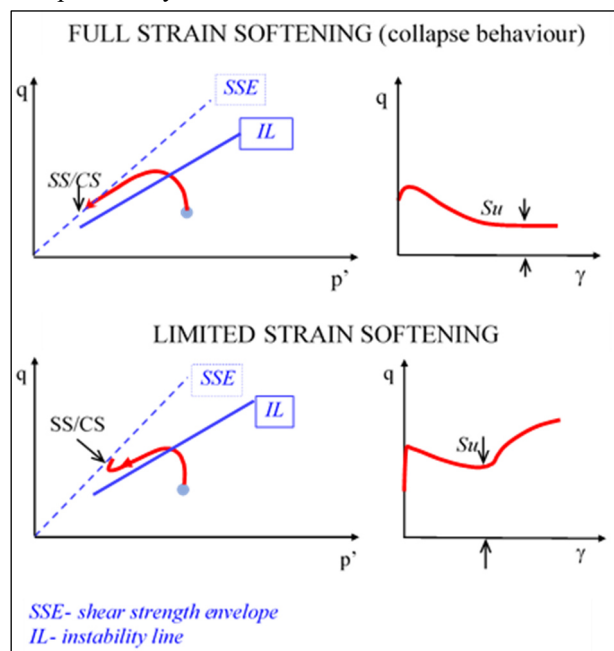 FULL STRAIN SOFTENING (collapse behaviour)
q
SSE
IL
SS/CS
p'
q
Su
γ
LIMITED STRAIN SOFTENING
q
SSE
IL
SS/CS
p'
q
Su
γ
SSE- shear strength envelope
IL- instability line